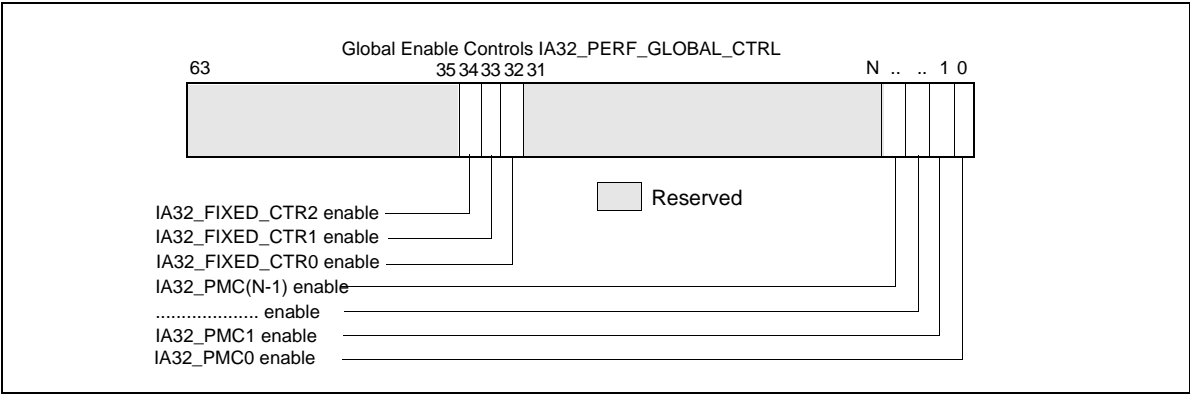 Global Enable Controls IA32_PERF_GLOBAL_CTRL
63 35 34 33 32 31 N .. .. 1 0
Reserved
IA32_FIXED_CTR2 enable
IA32_FIXED_CTR1 enable
IA32_FIXED_CTR0 enable
IA32_PMC(N-1) enable
.................... enable
IA32_PMC1 enable
IA32_PMC0 enable